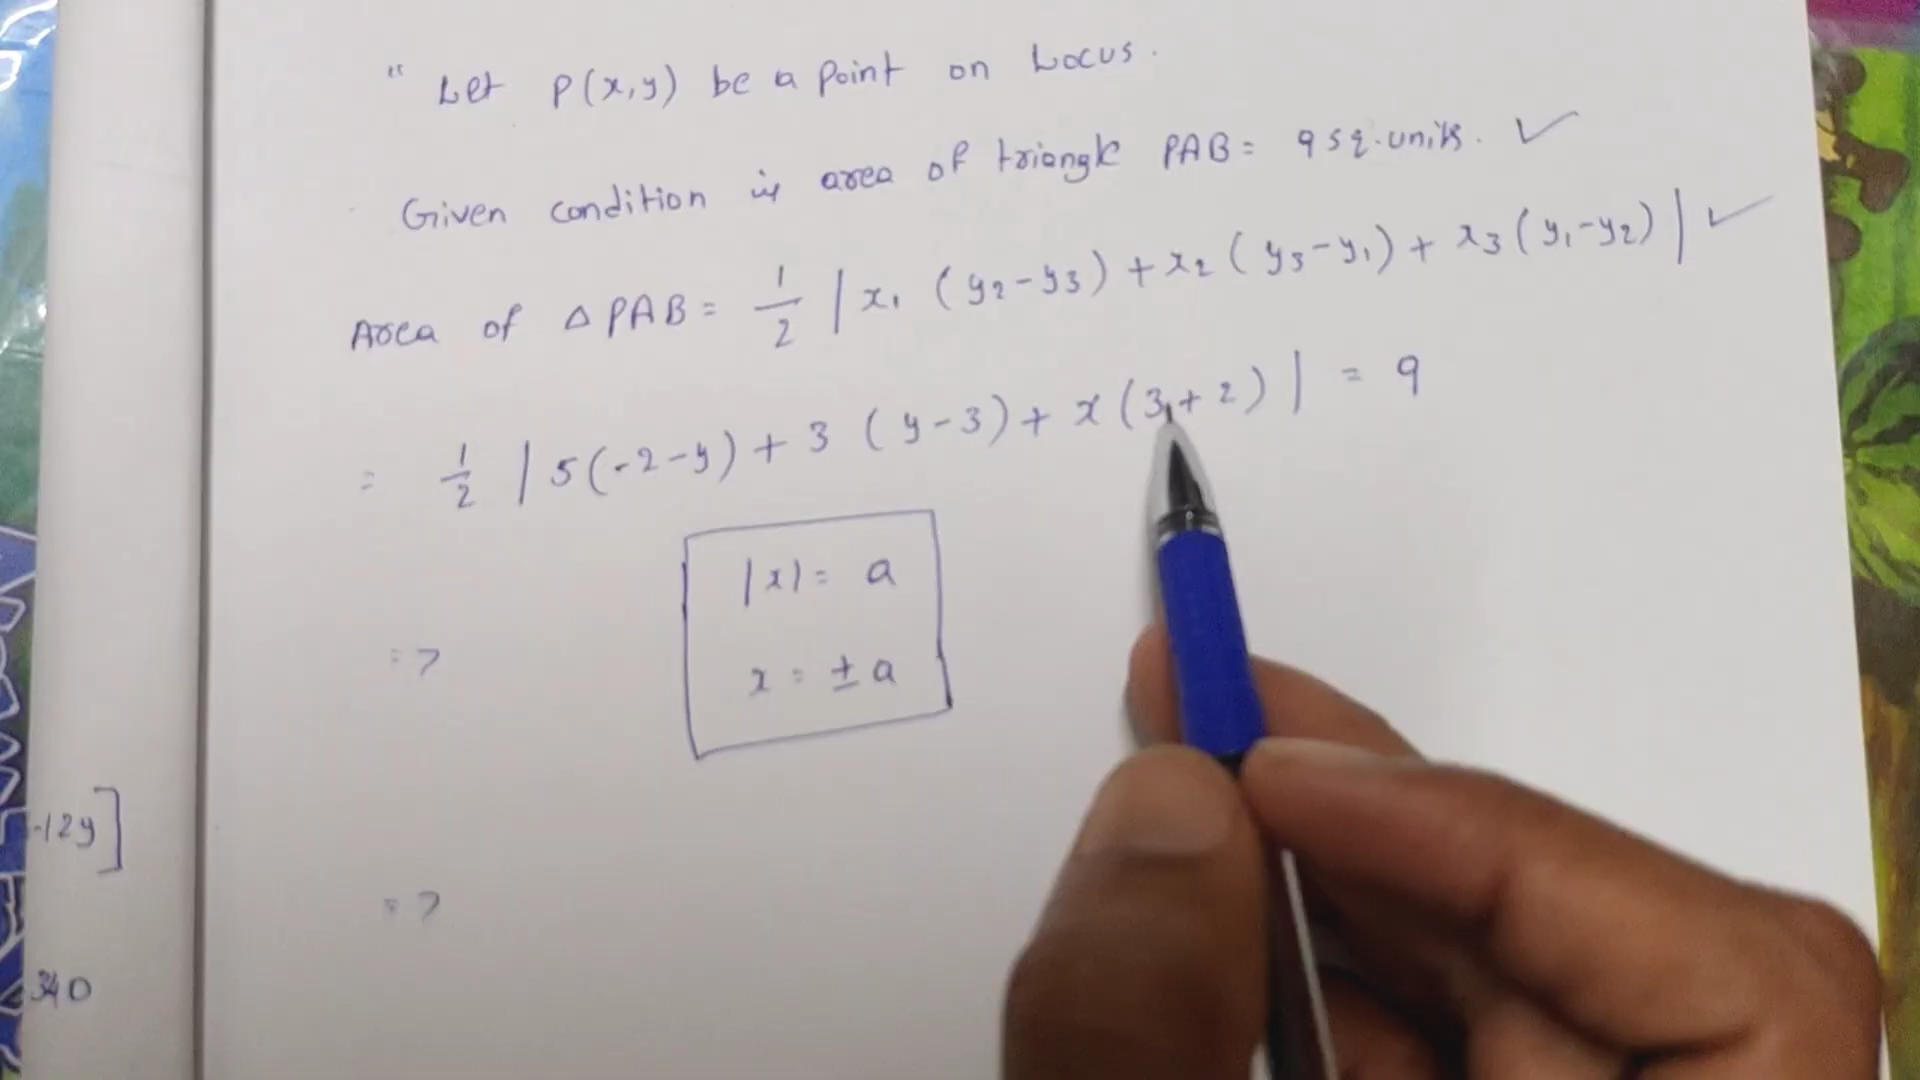 " Let P(x,y) be a point on Locus.
Given condition is area of triangle PAB = 9 sq.units. ✓
Area of △PAB = 1/2 |x₁ (y₂-y₃) + x₂ (y₃-y₁) + x₃ (y₁-y₂)| ✓
= 1/2 |5(-2-y) + 3 (y-3) + x (3+2)| = 9
|x| = a
=>
x = ±a
-12y]
=>
340